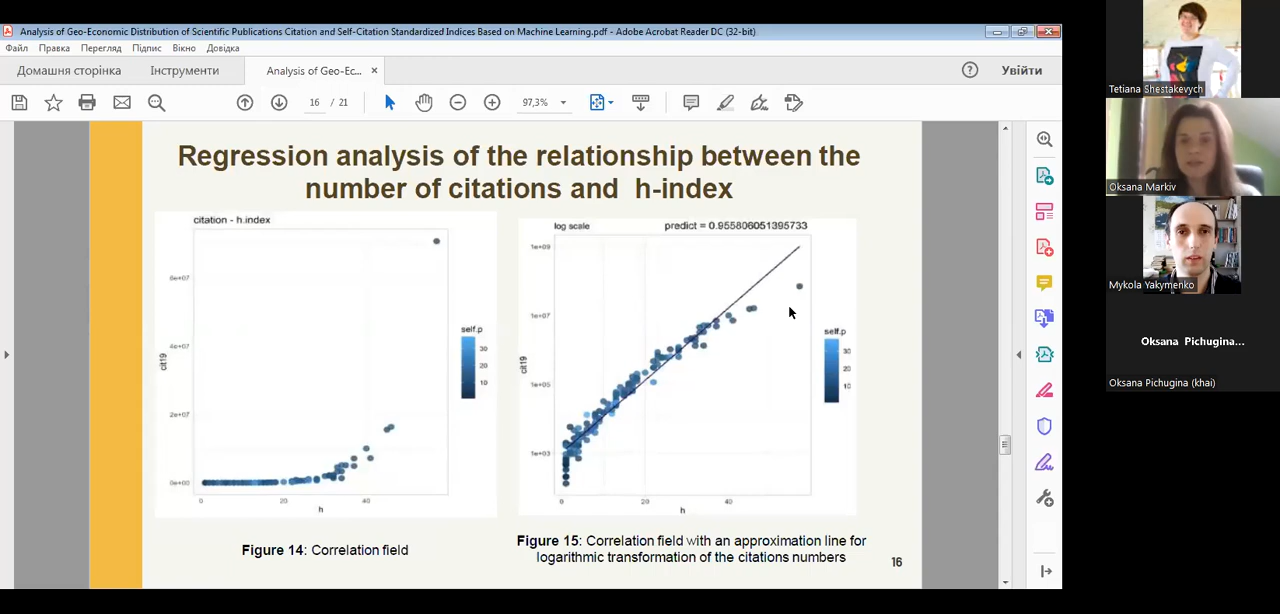 Analysis of Geo-Economic Distribution of Scientific Publications Citation and Self-Citation Standardized Indices Based on Machine Learning.pdf - Adobe Acrobat Reader DC (32-bit)
Файл Правка Перегляд Підпис Вікно Довідка
Домашня сторінка Інструменти Analysis of Geo-Ec... × Увійти
16 / 21 97,3%
Regression analysis of the relationship between the
number of citations and h-index
citation - h.index
6e+07
4e+07
2e+07
0e+00
cit19
0 20 40
h
self.p
30
20
10
log scale predict = 0.955806051395733
1e+09
1e+07
1e+05
1e+03
cit19
0 20 40
h
self.p
30
20
10
Figure 14: Correlation field
Figure 15: Correlation field with an approximation line for
logarithmic transformation of the citations numbers
16
Tetiana Shestakevych
Oksana Markiv
Mykola Yakymenko
Oksana Pichugina...
Oksana Pichugina (khai)